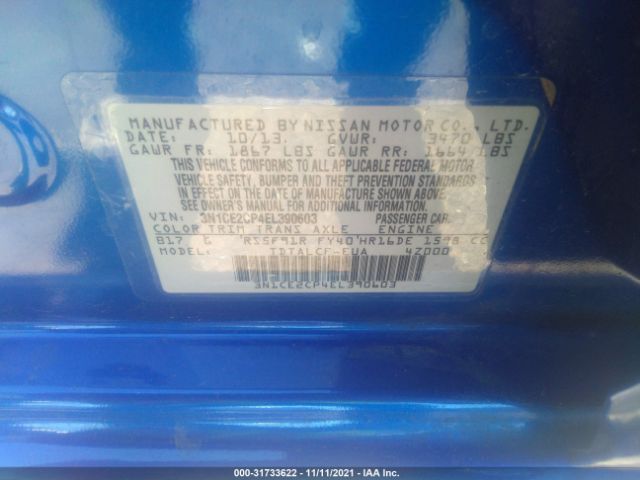 MANUFACTURED BY NISSAN MOTOR CO., LTD.
DATE: 10/13. GVWR: 3470 LBS
GAWR FR: 1867 LBS GAWR RR: 1664 LBS
THIS VEHICLE CONFORMS TO ALL APPLICABLE FEDERAL MOTOR
VEHICLE SAFETY, BUMPER AND THEFT PREVENTION STANDARDS
IN EFFECT ON THE DATE OF MANUFACTURE SHOWN ABOVE.
SEE OWNER'S MANUAL FOR ADDITIONAL INFORMATION.
VIN: 3N1CE2CP4EL390603 PASSENGER CAR
COLOR TRIM TRANS AXLE ENGINE
B17 G RS5F91R FY40 HR16DE 1598 CC
TDTALCF-EUA 4Z000
3N1CE2CP4EL390603
000-31733622 - 11/11/2021 - IAA Inc.